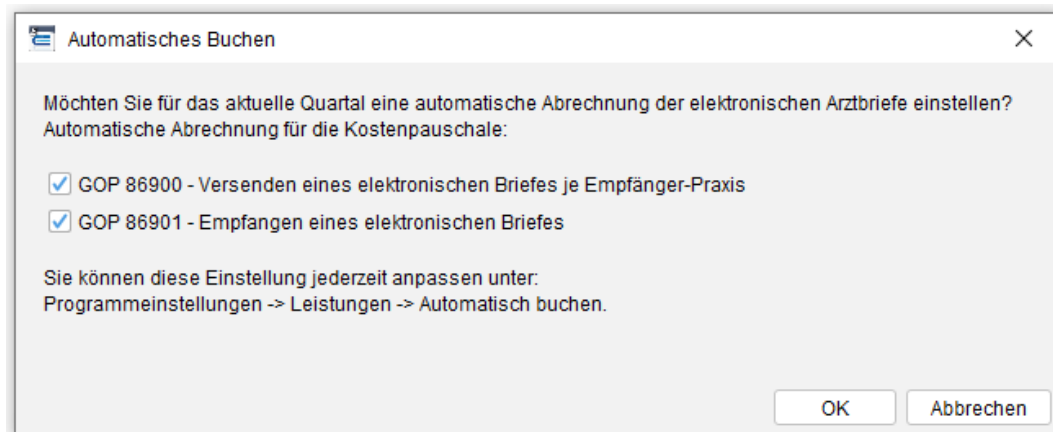 Automatisches Buchen
Möchten Sie für das aktuelle Quartal eine automatische Abrechnung der elektronischen Arztbriefe einstellen?
Automatische Abrechnung für die Kostenpauschale:
GOP 86900 - Versenden eines elektronischen Briefes je Empfänger-Praxis
GOP 86901 - Empfangen eines elektronischen Briefes
Sie können diese Einstellung jederzeit anpassen unter:
Programmeinstellungen -> Leistungen -> Automatisch buchen.
OK Abbrechen